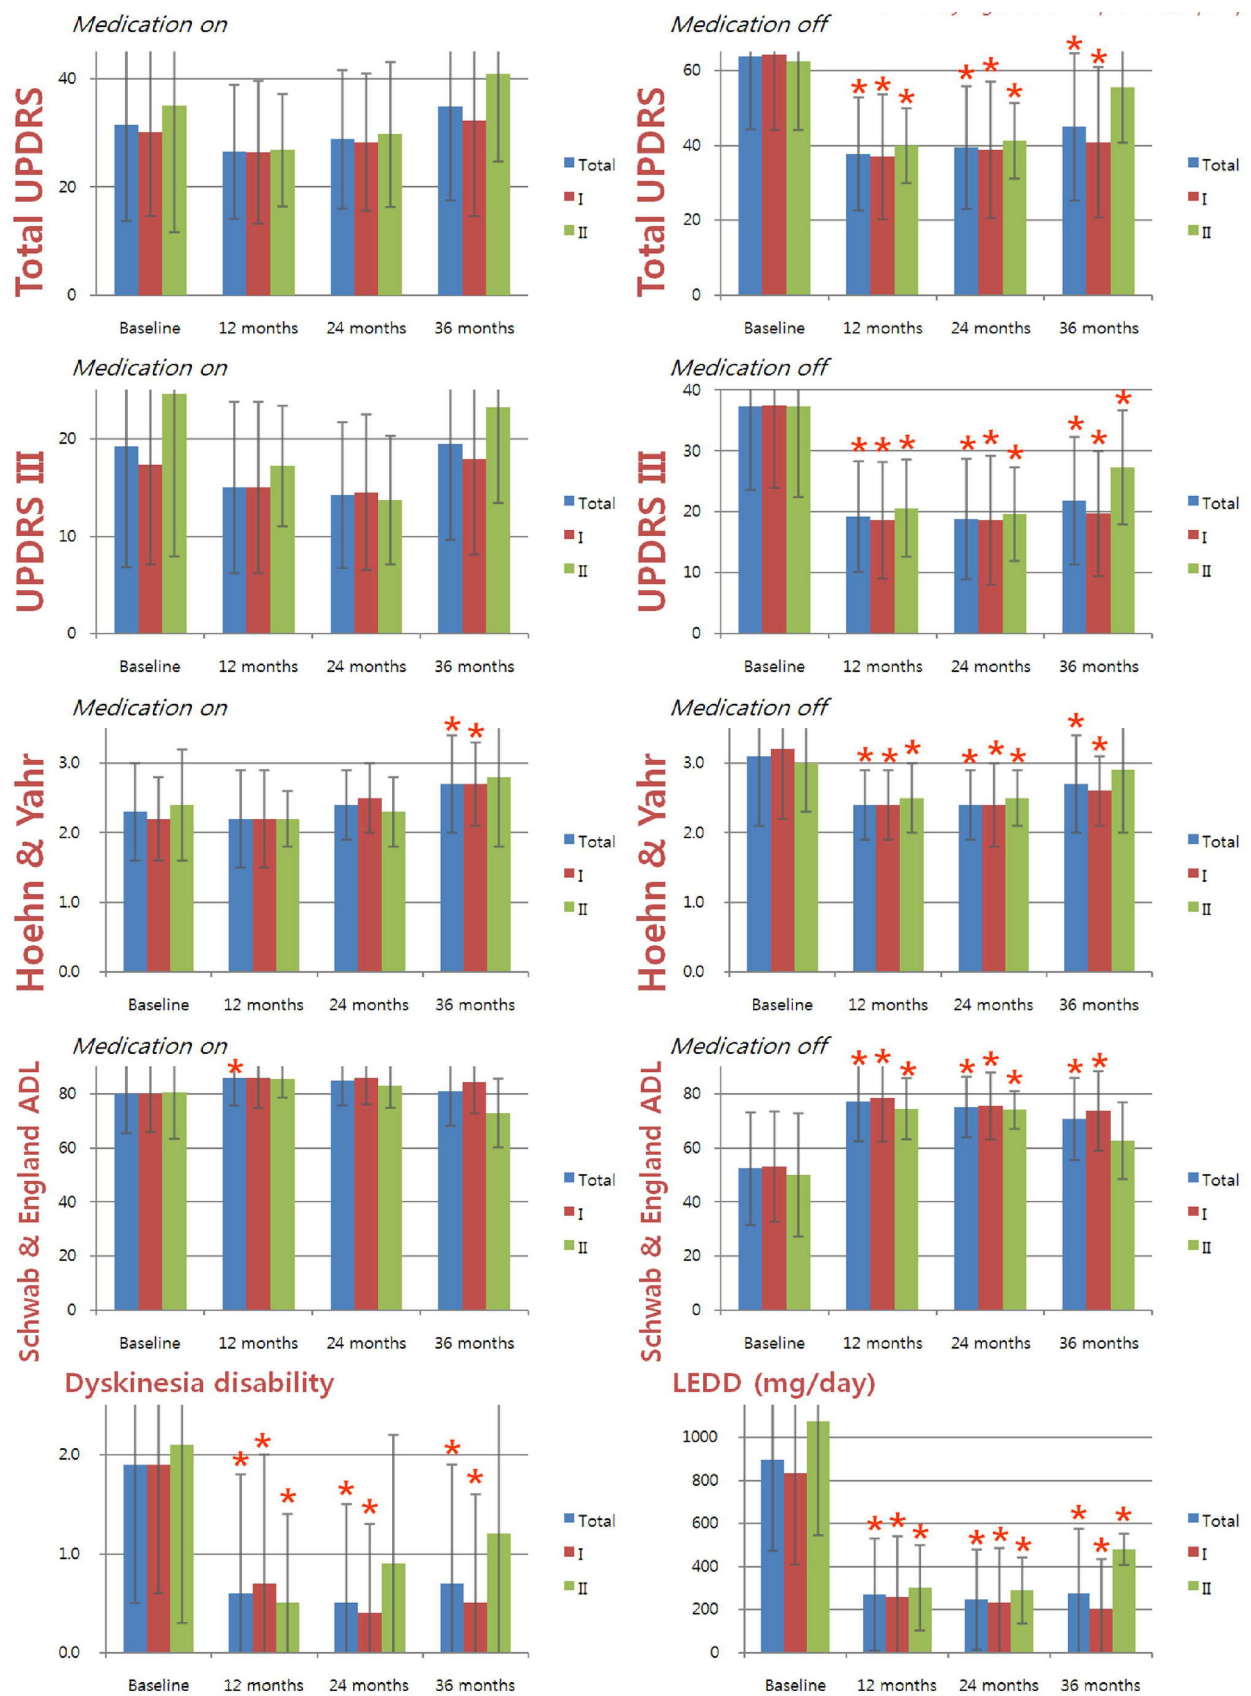 Medication on
Total UPDRS
40
20
0
Baseline 12 months 24 months 36 months
Total
I
II
Medication off
Total UPDRS
60
40
20
0
Baseline 12 months 24 months 36 months
Total
I
II
Medication on
UPDRS III
20
10
0
Baseline 12 months 24 months 36 months
Total
I
II
Medication off
UPDRS III
40
30
20
10
0
Baseline 12 months 24 months 36 months
Total
I
II
Medication on
Hoehn & Yahr
3.0
2.0
1.0
0.0
Baseline 12 months 24 months 36 months
Total
I
II
Medication off
Hoehn & Yahr
3.0
2.0
1.0
0.0
Baseline 12 months 24 months 36 months
Total
I
II
Medication on
Schwab & England ADL
80
60
40
20
0
Baseline 12 months 24 months 36 months
Total
I
II
Medication off
Schwab & England ADL
80
60
40
20
0
Baseline 12 months 24 months 36 months
Total
I
II
Dyskinesia disability
2.0
1.0
0.0
Baseline 12 months 24 months 36 months
Total
I
II
LEDD (mg/day)
1000
800
600
400
200
0
Baseline 12 months 24 months 36 months
Total
I
II